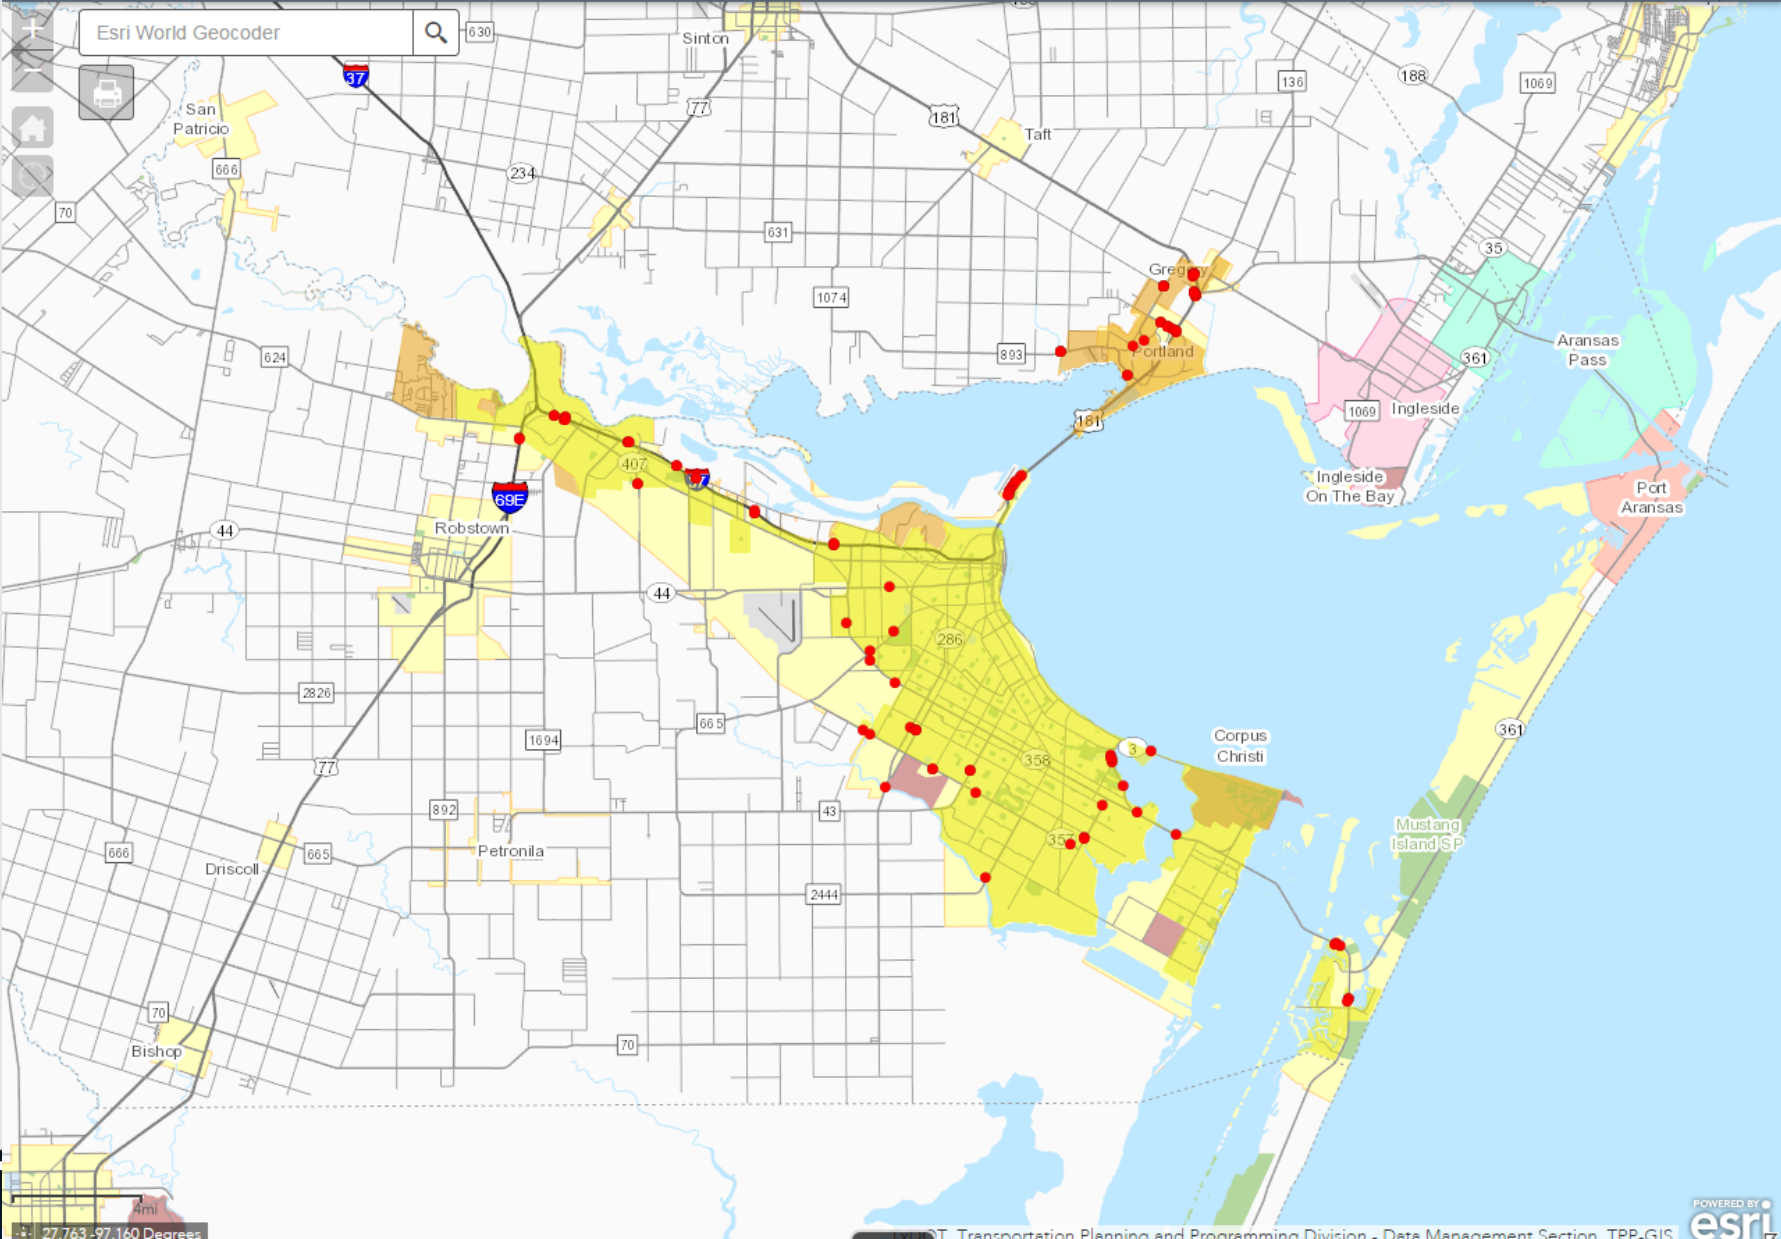 +
Esri World Geocoder
630
Sinton
37
136
188
1069
77
181
San
Patricio
Taft
666
234
70
631
35
Gregory
1074
624
893
Portland
361
Aransas
Pass
181
1069
Ingleside
407
37
69E
Ingleside
On The Bay
Port
Aransas
Robstown
44
44
286
2826
665
1694
361
Corpus
Christi
3
358
77
892
43
Mustang
Island SP
357
666
665
Petronila
Driscoll
2444
70
Bishop
70
4mi
27.763 -97.160 Degrees
TxDOT, Transportation Planning and Programming Division - Data Management Section, TPP-GIS
POWERED BY
esri